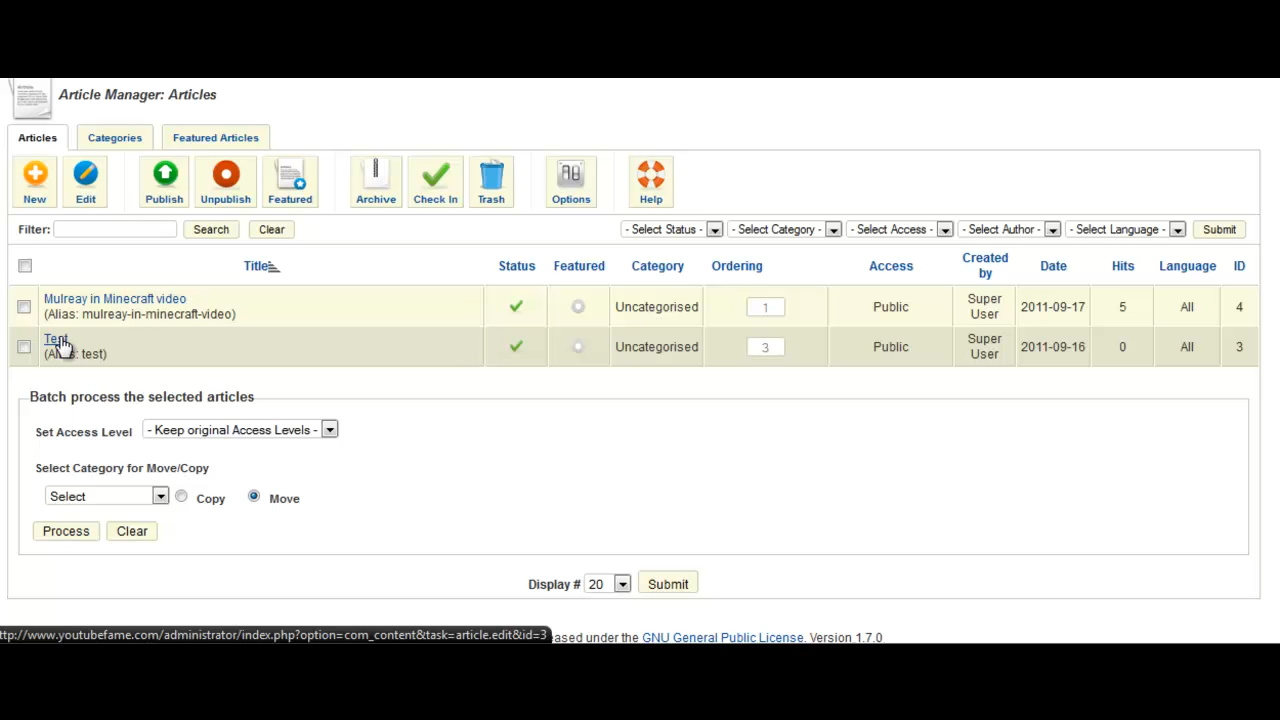 Article Manager: Articles
Articles Categories Featured Articles
New Edit Publish Unpublish Featured Archive Check In Trash Options Help
Filter: Search Clear - Select Status - - Select Category - - Select Access - - Select Author - - Select Language - Submit
Title Status Featured Category Ordering Access Created by Date Hits Language ID
Mulreay in Minecraft video
(Alias: mulreay-in-minecraft-video) Uncategorised 1 Public Super User 2011-09-17 5 All 4
Test
(Alias: test) Uncategorised 3 Public Super User 2011-09-16 0 All 3
Batch process the selected articles
Set Access Level - Keep original Access Levels -
Select Category for Move/Copy
Select Copy Move
Process Clear
Display # 20 Submit
ttp://www.youtubefame.com/administrator/index.php?option=com_content&task=article.edit&id=3 ased under the GNU General Public License. Version 1.7.0